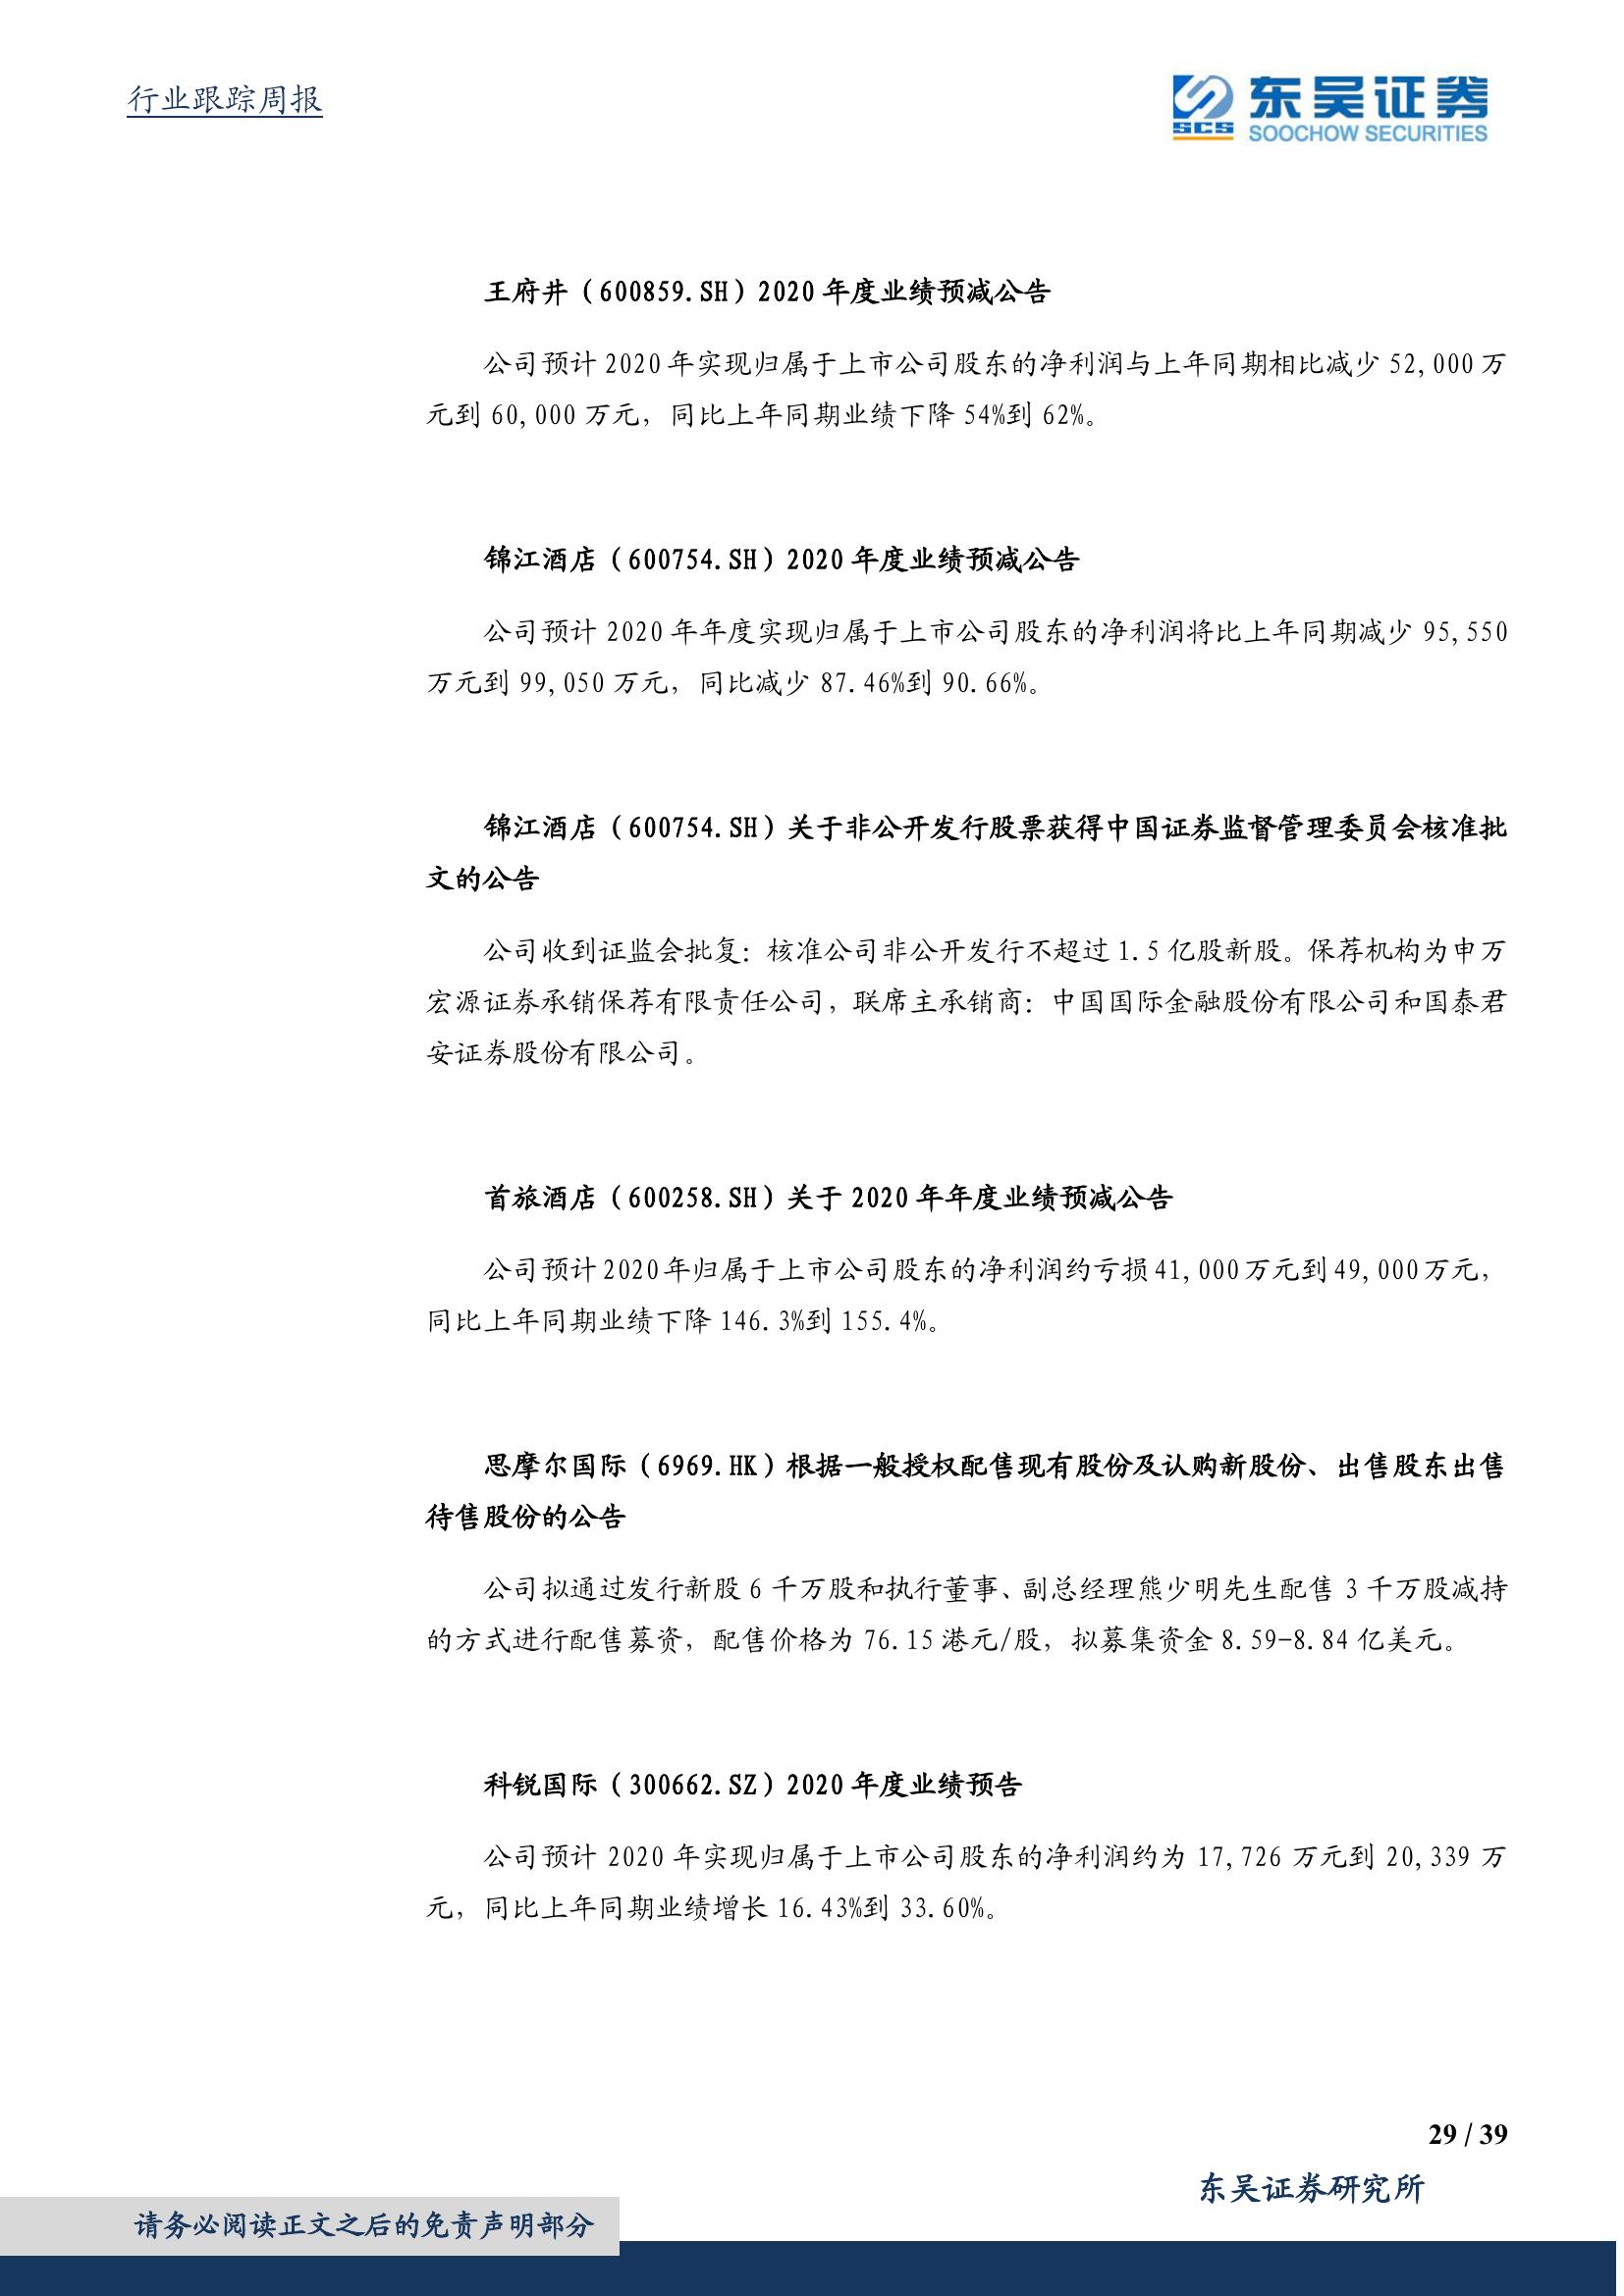 行业跟踪周报
SCS
东吴证券
SOOCHOW SECURITIES
王府井（600859.SH）2020 年度业绩预减公告
公司预计 2020 年实现归属于上市公司股东的净利润与上年同期相比减少 52,000 万
元到 60,000 万元，同比上年同期业绩下降 54%到 62%。
锦江酒店（600754.SH）2020 年度业绩预减公告
公司预计 2020 年年度实现归属于上市公司股东的净利润将比上年同期减少 95,550
万元到 99,050 万元，同比减少 87.46%到 90.66%。
锦江酒店（600754.SH）关于非公开发行股票获得中国证券监督管理委员会核准批
文的公告
公司收到证监会批复：核准公司非公开发行不超过 1.5 亿股新股。保荐机构为申万
宏源证券承销保荐有限责任公司，联席主承销商：中国国际金融股份有限公司和国泰君
安证券股份有限公司。
首旅酒店（600258.SH）关于 2020 年年度业绩预减公告
公司预计 2020 年归属于上市公司股东的净利润约亏损 41,000 万元到 49,000 万元，
同比上年同期业绩下降 146.3%到 155.4%。
思摩尔国际（6969.HK）根据一般授权配售现有股份及认购新股份、出售股东出售
待售股份的公告
公司拟通过发行新股 6 千万股和执行董事、副总经理熊少明先生配售 3 千万股减持
的方式进行配售募资，配售价格为 76.15 港元/股，拟募集资金 8.59-8.84 亿美元。
科锐国际（300662.SZ）2020 年度业绩预告
公司预计 2020 年实现归属于上市公司股东的净利润约为 17,726 万元到 20,339 万
元，同比上年同期业绩增长 16.43%到 33.60%。
29 / 39
东吴证券研究所
请务必阅读正文之后的免责声明部分